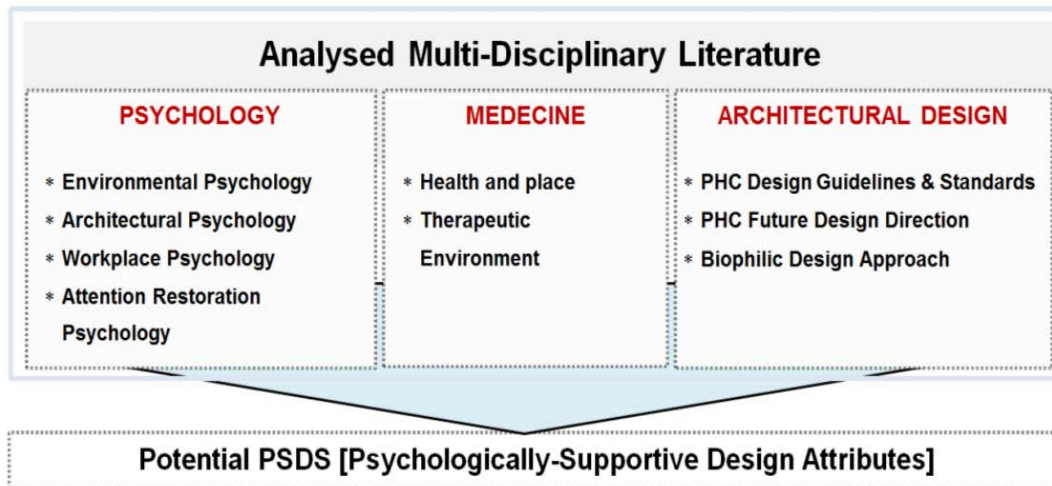 Analysed Multi-Disciplinary Literature
PSYCHOLOGY
* Environmental Psychology
* Architectural Psychology
* Workplace Psychology
* Attention Restoration
Psychology
MEDECINE
* Health and place
* Therapeutic
Environment
ARCHITECTURAL DESIGN
* PHC Design Guidelines & Standards
* PHC Future Design Direction
* Biophilic Design Approach
Potential PSDS [Psychologically-Supportive Design Attributes]